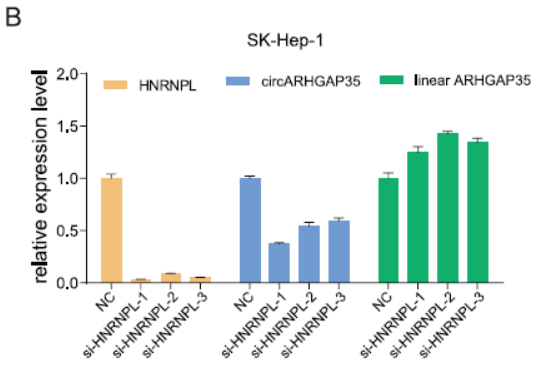 B
SK-Hep-1
HNRNPL
circARHGAP35
linear ARHGAP35
relative expression level
2.0
1.5
1.0
0.5
0.0
NC
si-HNRNPL-1
si-HNRNPL-2
si-HNRNPL-3
NC
si-HNRNPL-1
si-HNRNPL-2
si-HNRNPL-3
NC
si-HNRNPL-1
si-HNRNPL-2
si-HNRNPL-3